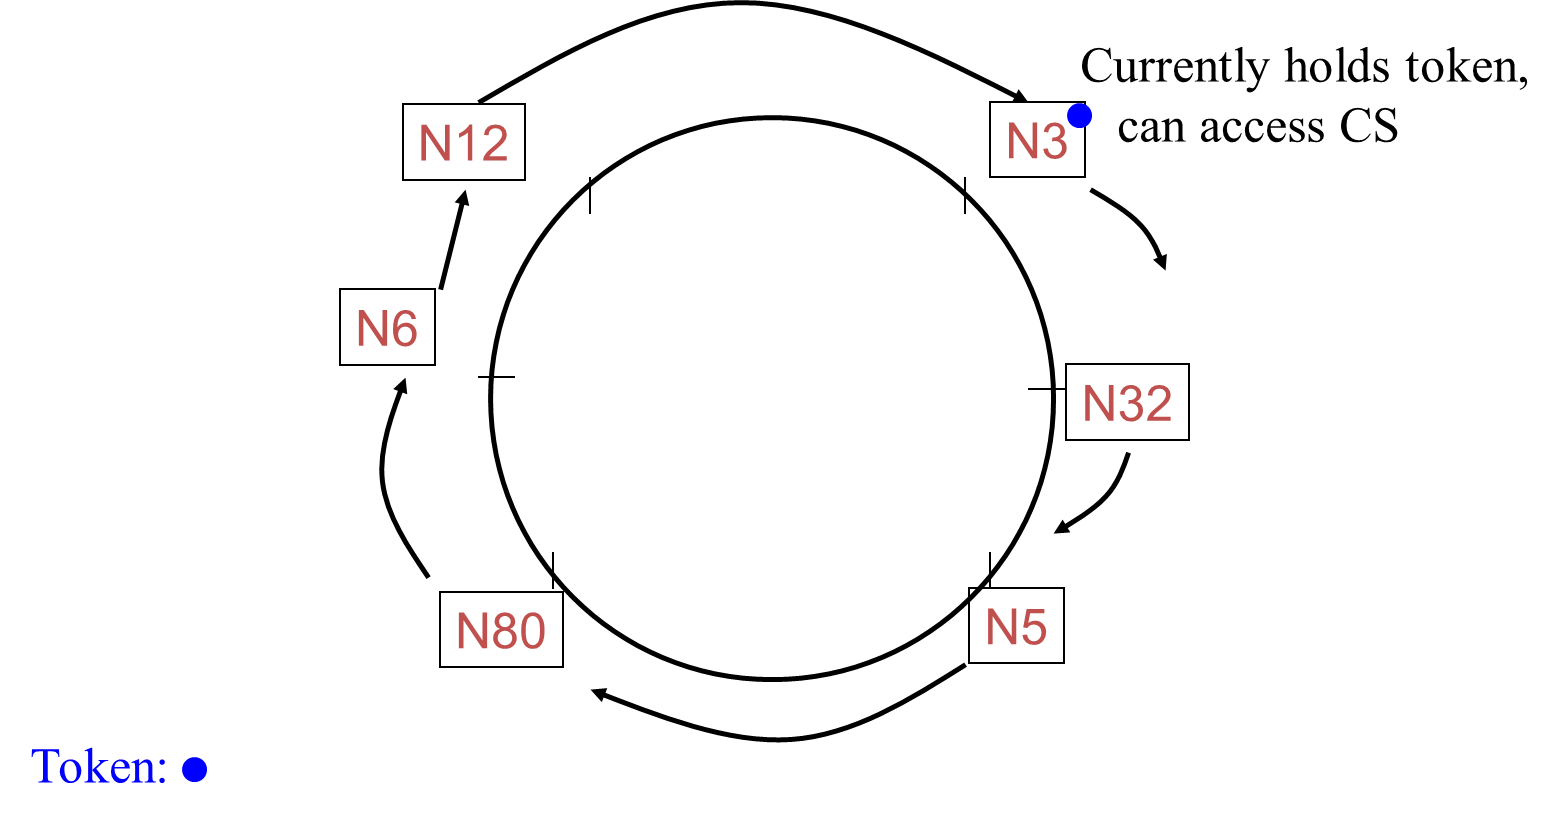 Currently holds token,
can access CS
N12
N3
N6
N32
N80
N5
Token: